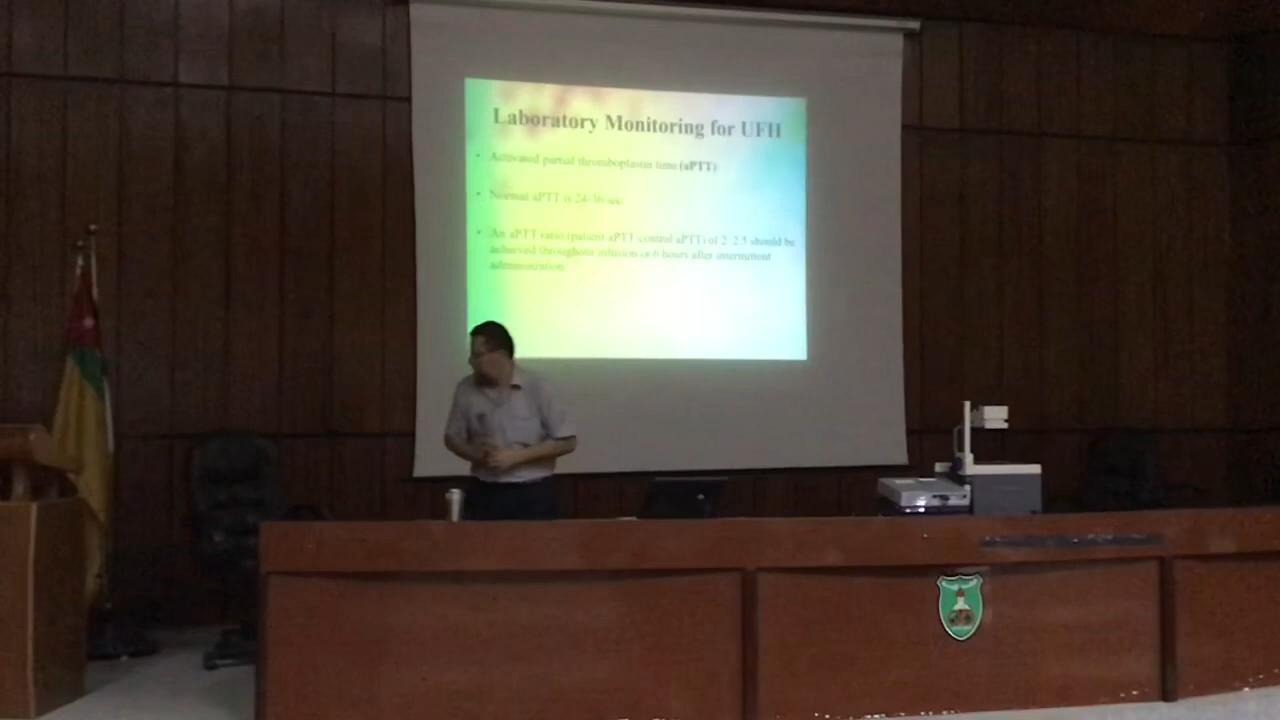 Laboratory Monitoring for UFH
• Activated partial thromboplastin time (aPTT)
• Normal aPTT is 24-36 sec
• An aPTT ratio (patient aPTT/control aPTT) of 2-2.5 should be
achieved throughout infusion or 6 hours after intermittent
administration.